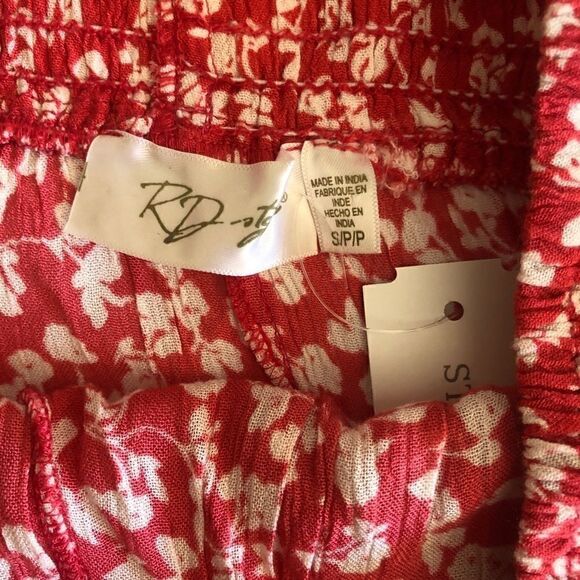 RD-style®
MADE IN INDIA
FABRIQUE EN
INDE
HECHO EN
INDIA
S/P/P